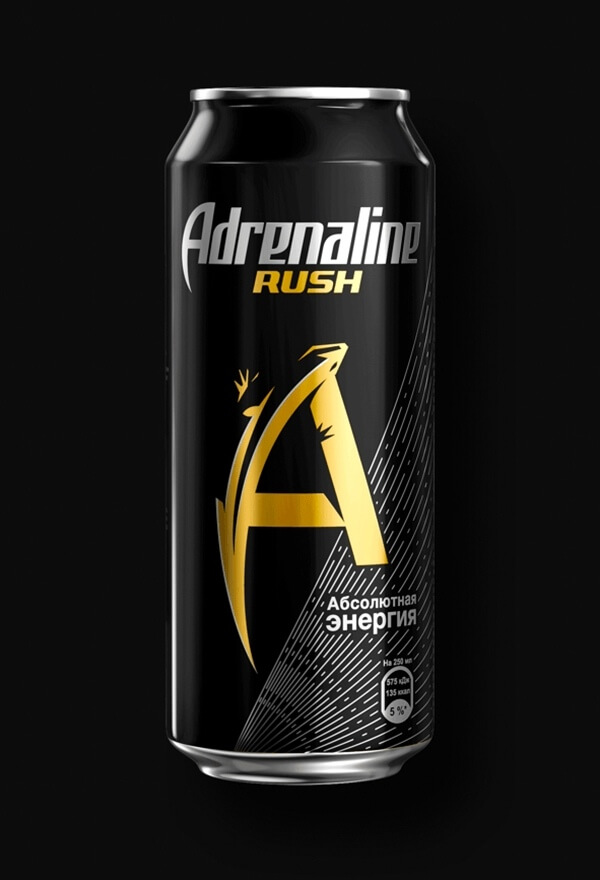 Adrenaline
RUSH
Абсолютная
энергия
На 250 мл
575 кДж
135 ккал
5 %*